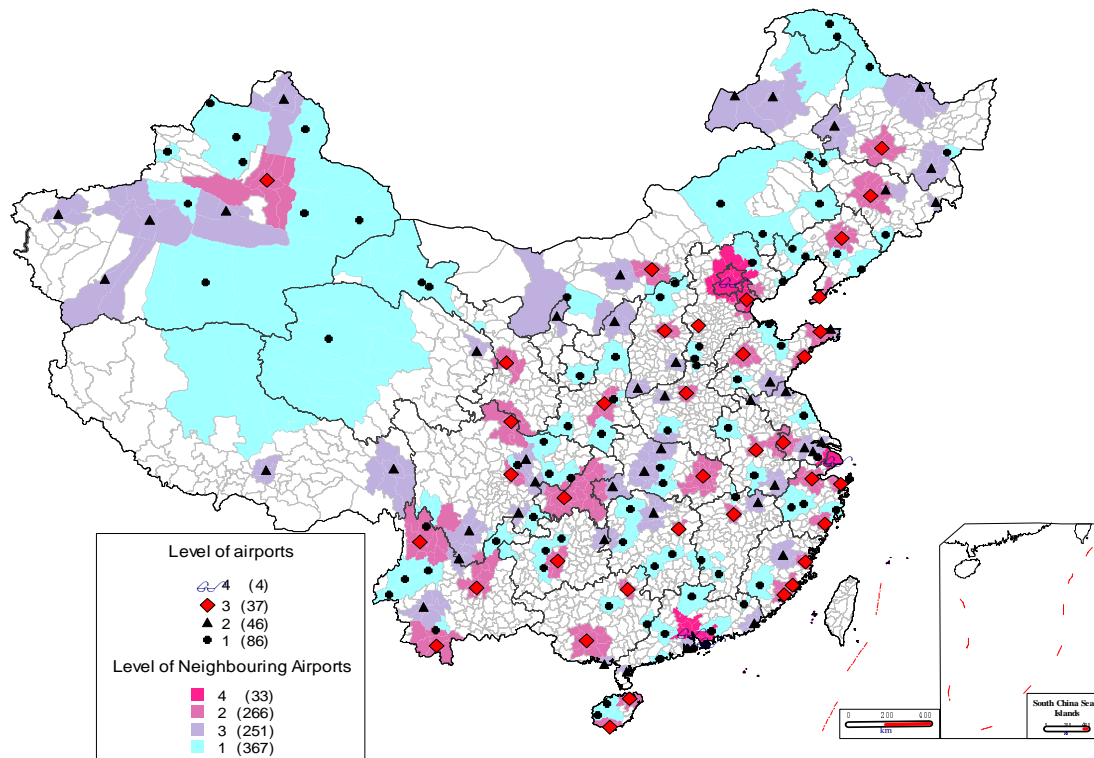 Level of airports
4 (4)
3 (37)
2 (46)
1 (86)
Level of Neighbouring Airports
4 (33)
2 (266)
3 (251)
1 (367)
0 200 400
km
South China Sea
Islands